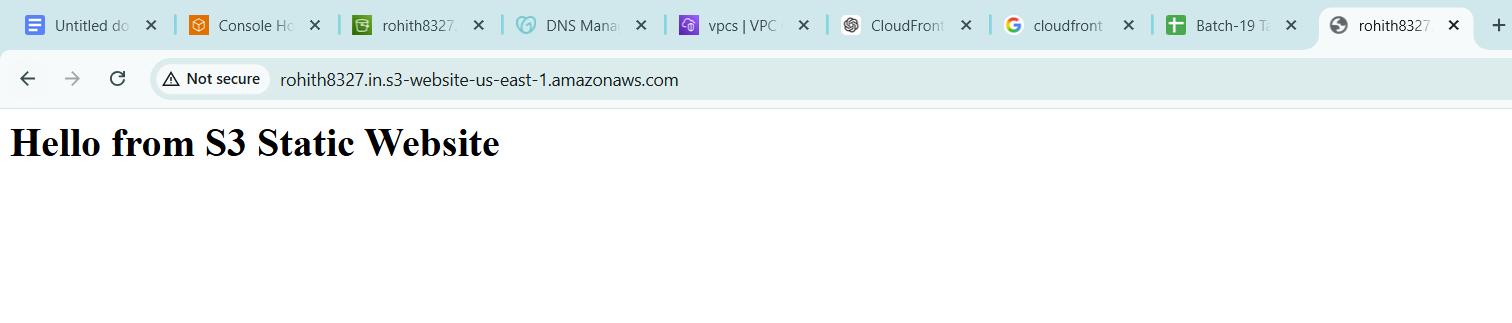 Untitled do Console Ho rohith8327. DNS Mana vpcs | VPC CloudFront cloudfront Batch-19 Ta rohith8327.
Not secure rohith8327.in.s3-website-us-east-1.amazonaws.com
Hello from S3 Static Website